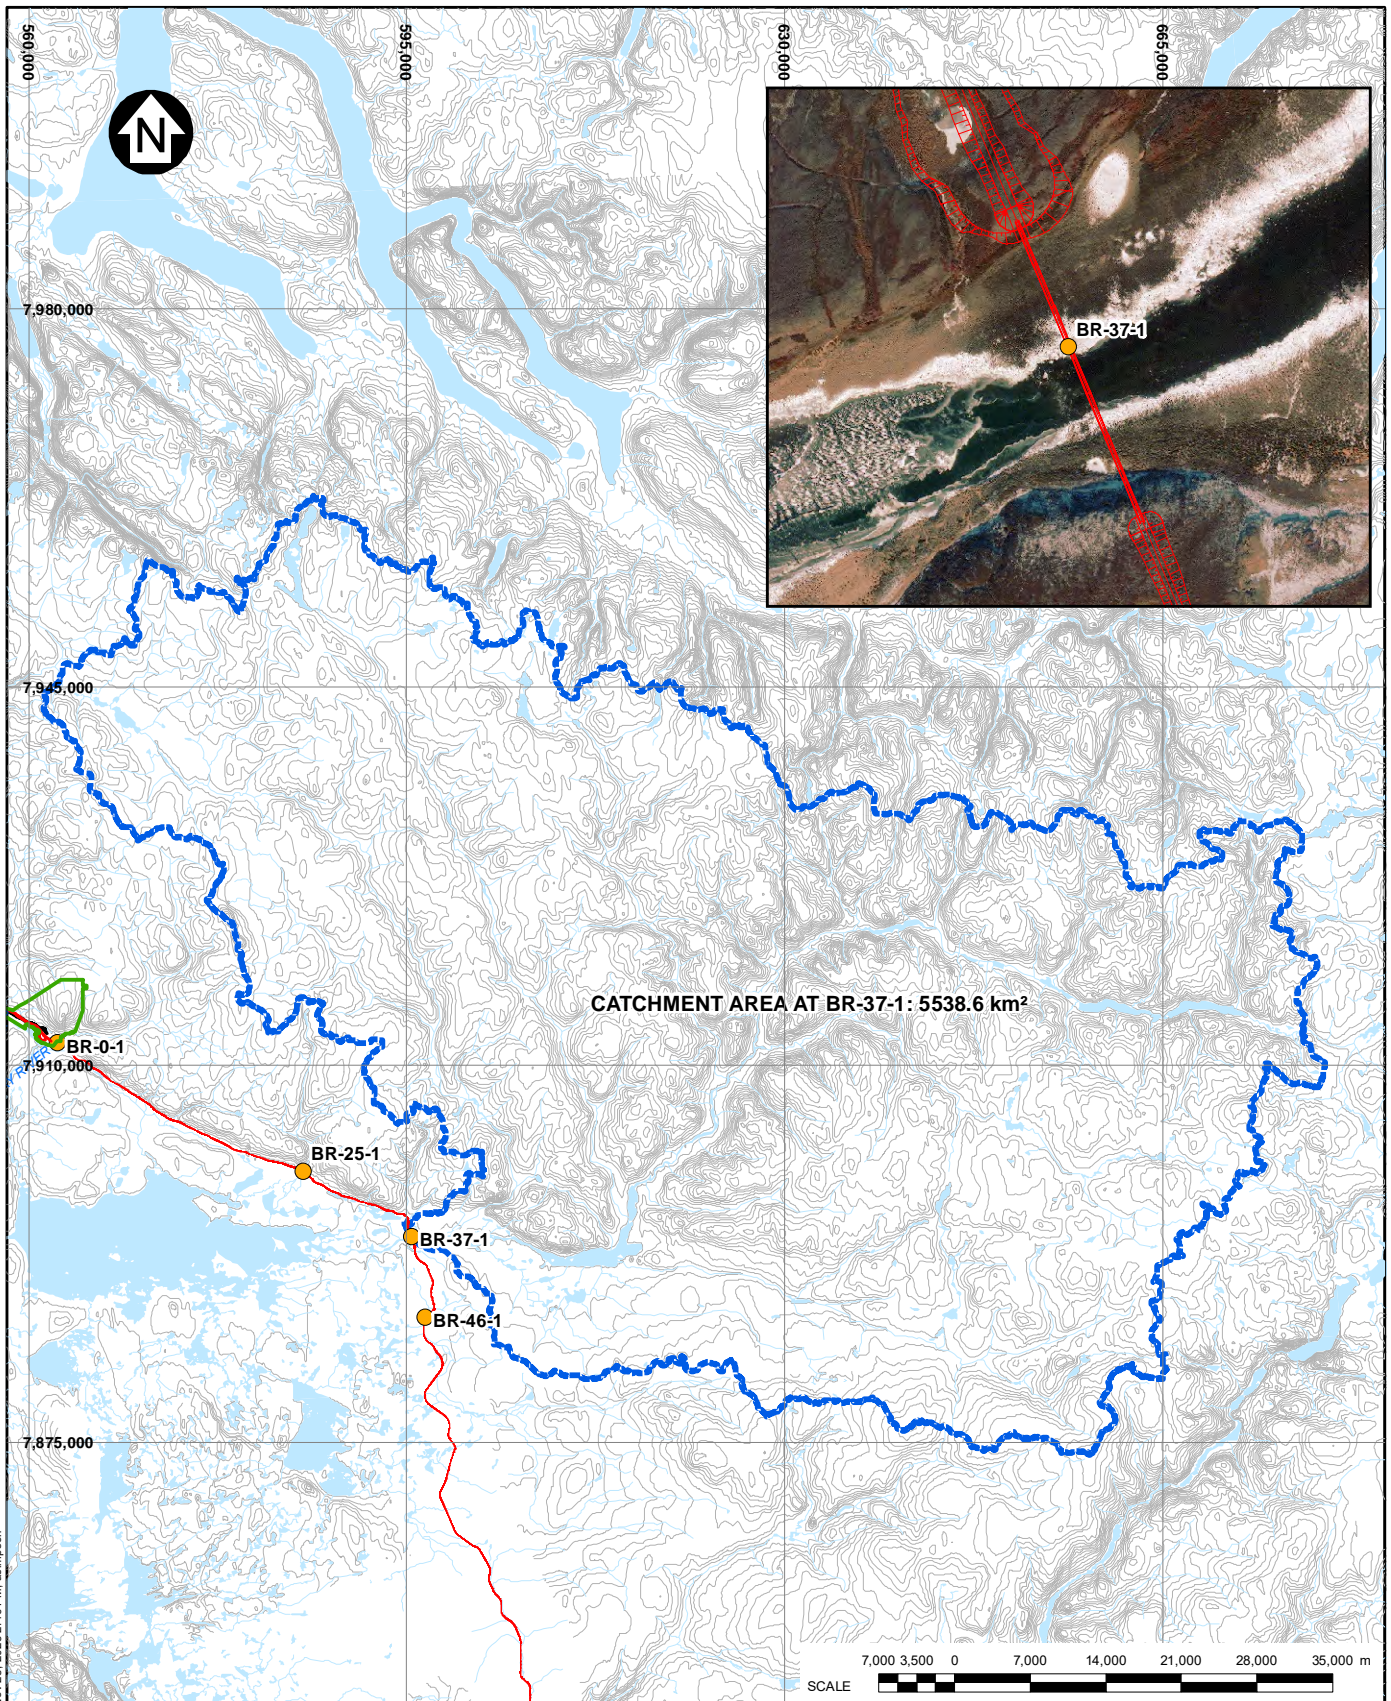 560,000
595,000
630,000
665,000
N
7,980,000
BR-37-1
7,945,000
CATCHMENT AREA AT BR-37-1: 5538.6 km²
BR-0-1
Y RIVER
7,910,000
BR-25-1
BR-37-1
BR-46-1
7,875,000
7,000 3,500 0 7,000 14,000 21,000 28,000 35,000 m
SCALE